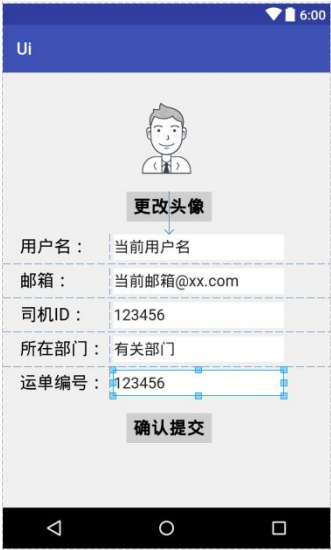 6:00
Ui
更改头像
用户名： 当前用户名
邮箱： 当前邮箱@xx.com
司机ID： 123456
所在部门： 有关部门
运单编号： 123456
确认提交